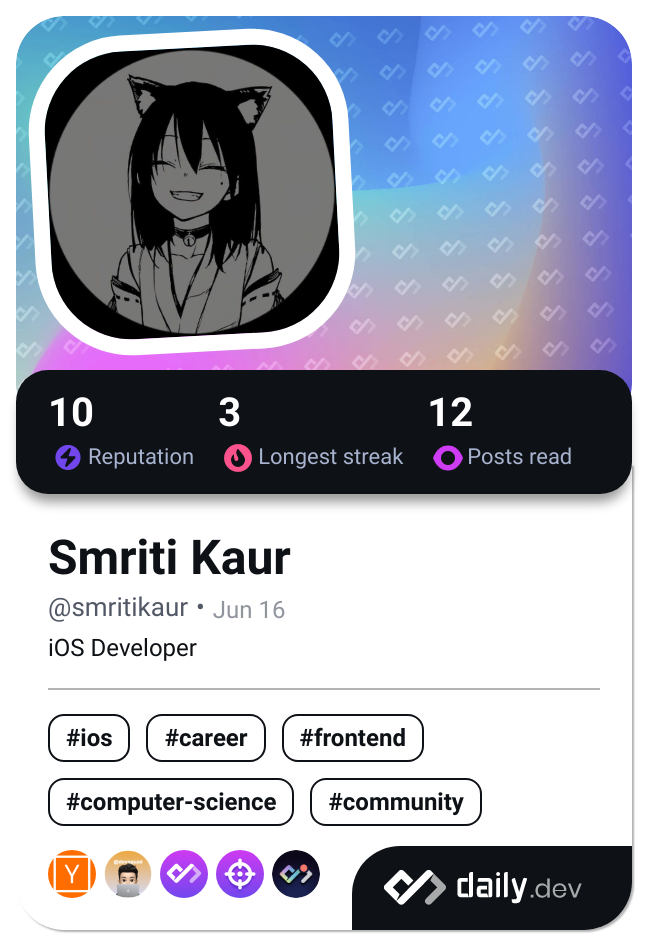 10 3 12
Reputation Longest streak Posts read
Smriti Kaur
@smritikaur • Jun 16
iOS Developer
#ios #career #frontend
#computer-science #community
Y
daily.dev